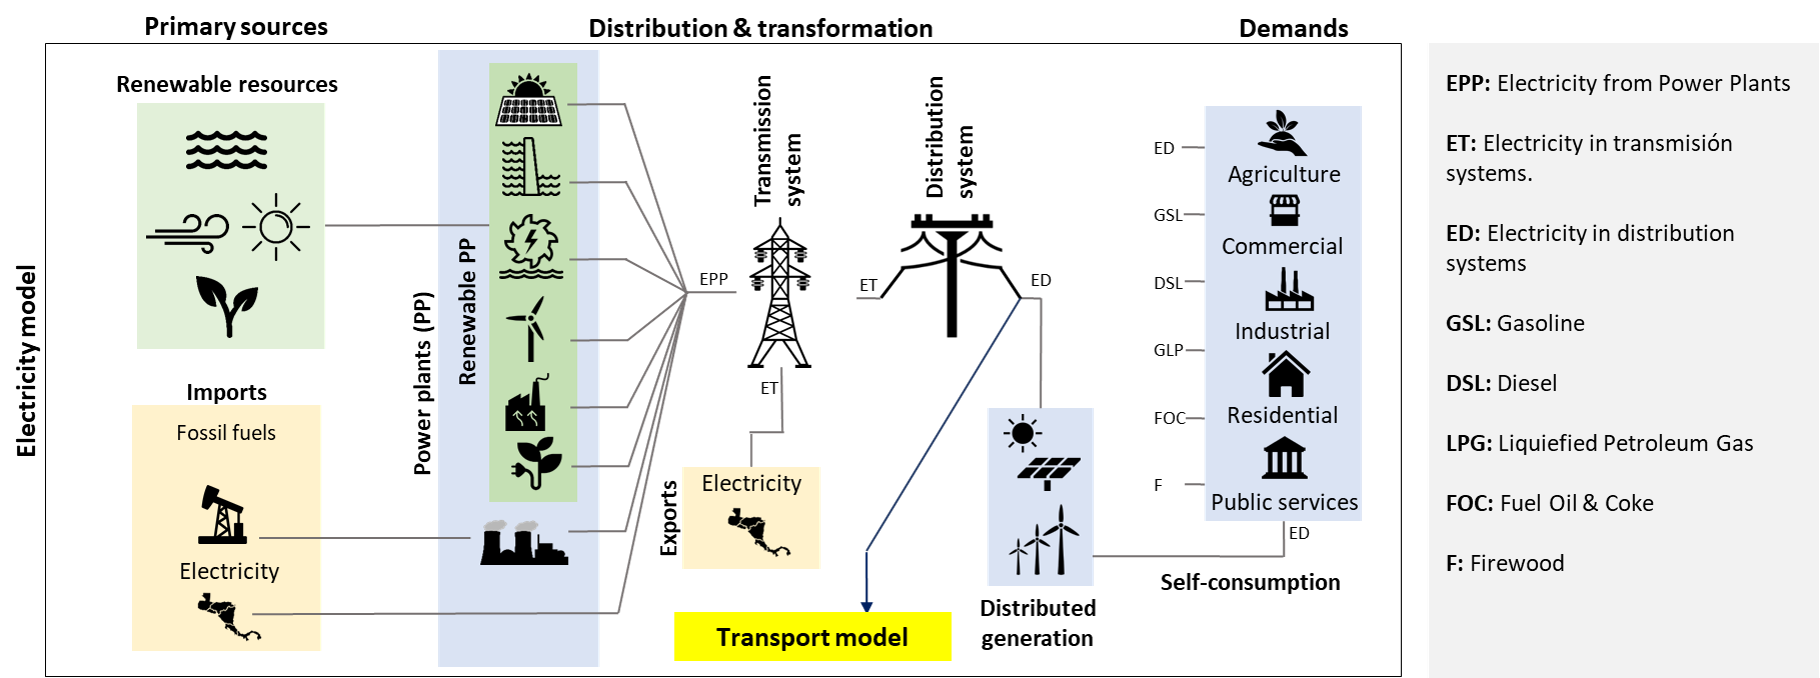 Primary sources
Distribution & transformation
Demands
Electricity model
Renewable resources
Imports
Fossil fuels
Electricity
Power plants (PP)
Renewable PP
EPP
Transmission
system
ET
Exports
Electricity
Distribution
system
ET
ED
Transport model
Distributed
generation
Self-consumption
ED
ED
GSL
DSL
GLP
FOC
F
Agriculture
Commercial
Industrial
Residential
Public services
EPP: Electricity from Power Plants
ET: Electricity in transmisión
systems.
ED: Electricity in distribution
systems
GSL: Gasoline
DSL: Diesel
LPG: Liquiefied Petroleum Gas
FOC: Fuel Oil & Coke
F: Firewood